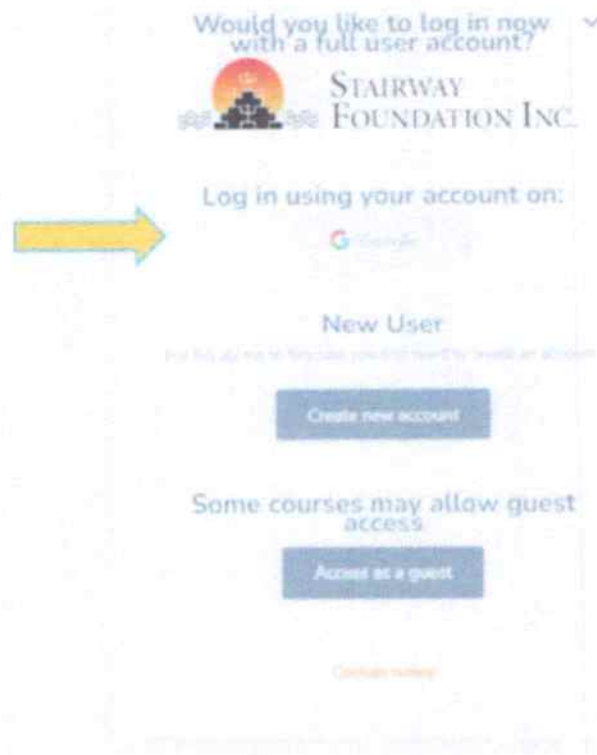 Would you like to log in now
with a full user account?
STAIRWAY
FOUNDATION INC.
Log in using your account on:
Google
New User
Create new account
Some courses may allow guest
access
Access as a guest